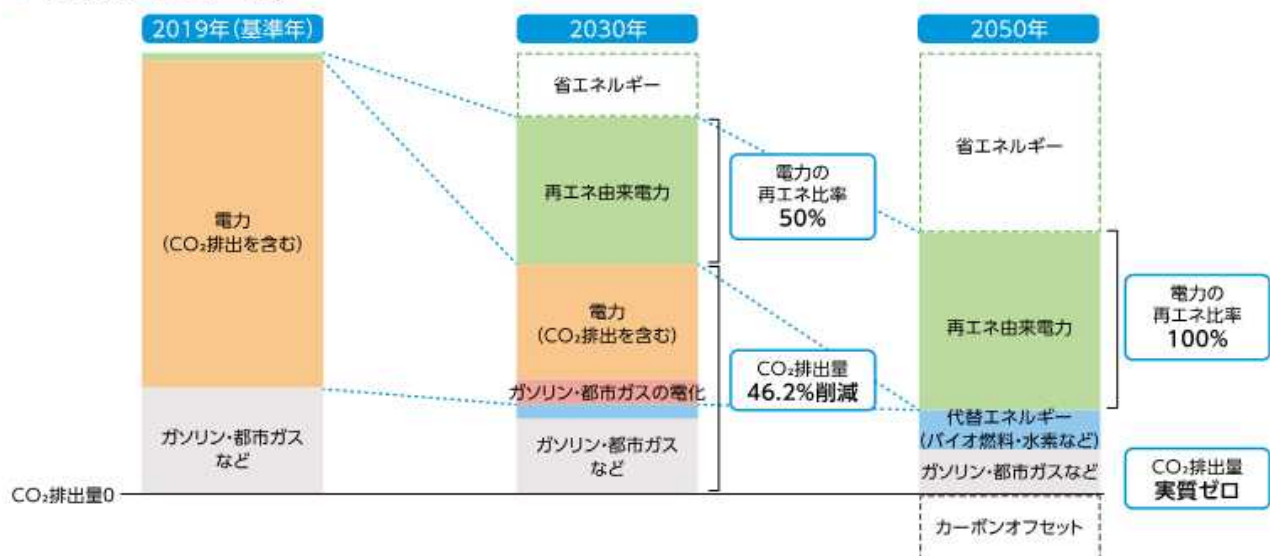 2019年(基準年)
2030年
2050年
電力
(CO₂排出を含む)
ガソリン・都市ガス
など
CO₂排出量0
省エネルギー
再エネ由来電力
電力
(CO₂排出を含む)
ガソリン・都市ガスの電化
ガソリン・都市ガス
など
電力の
再エネ比率
50%
CO₂排出量
46.2%削減
省エネルギー
再エネ由来電力
代替エネルギー
(バイオ燃料・水素など)
ガソリン・都市ガスなど
カーボンオフセット
電力の
再エネ比率
100%
CO₂排出量
実質ゼロ